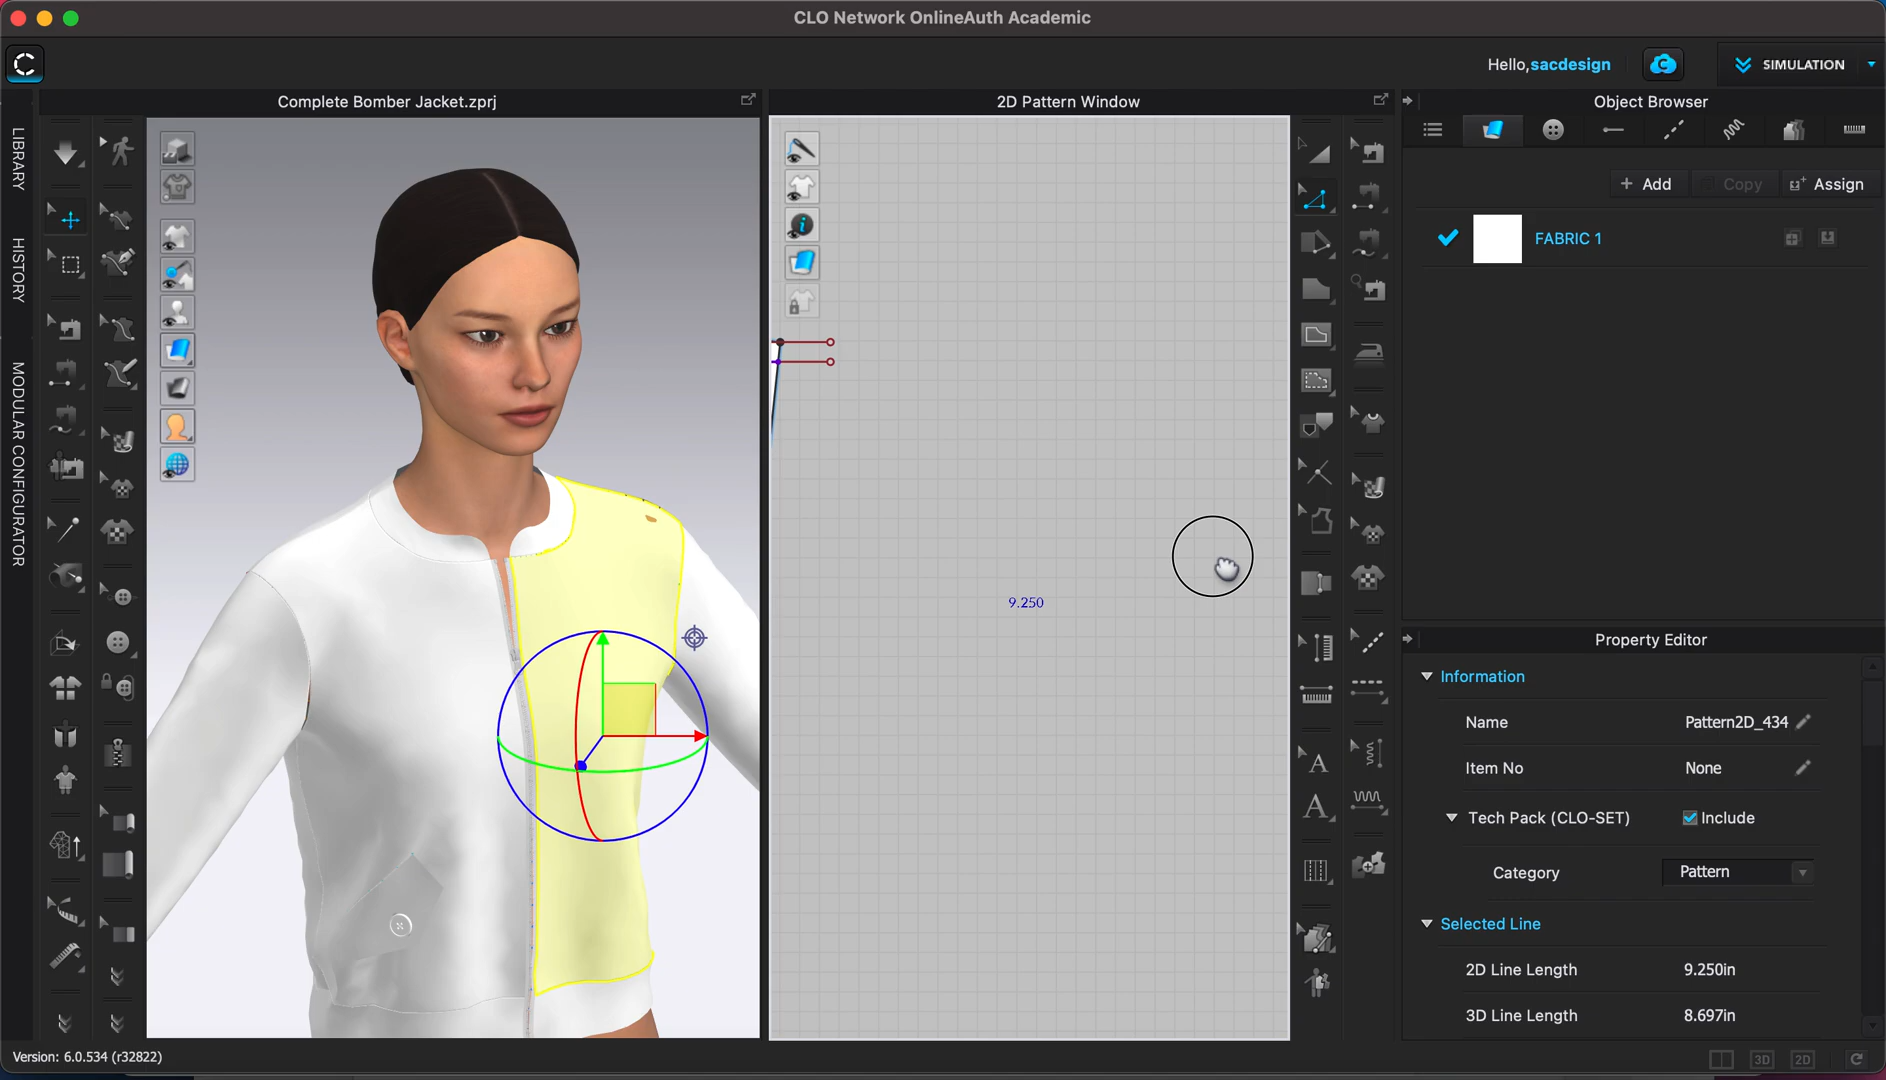 CLO Network OnlineAuth Academic
Hello,sacdesign
SIMULATION
Complete Bomber Jacket.zprj
2D Pattern Window
Object Browser
LIBRARY
HISTORY
MODULAR CONFIGURATOR
+ Add
Copy
Assign
FABRIC 1
9.250
Property Editor
Information
Name
Pattern2D_434
Item No
None
Tech Pack (CLO-SET)
Include
Category
Pattern
Selected Line
2D Line Length
9.250in
3D Line Length
8.697in
Version: 6.0.534 (r32822)
3D
2D